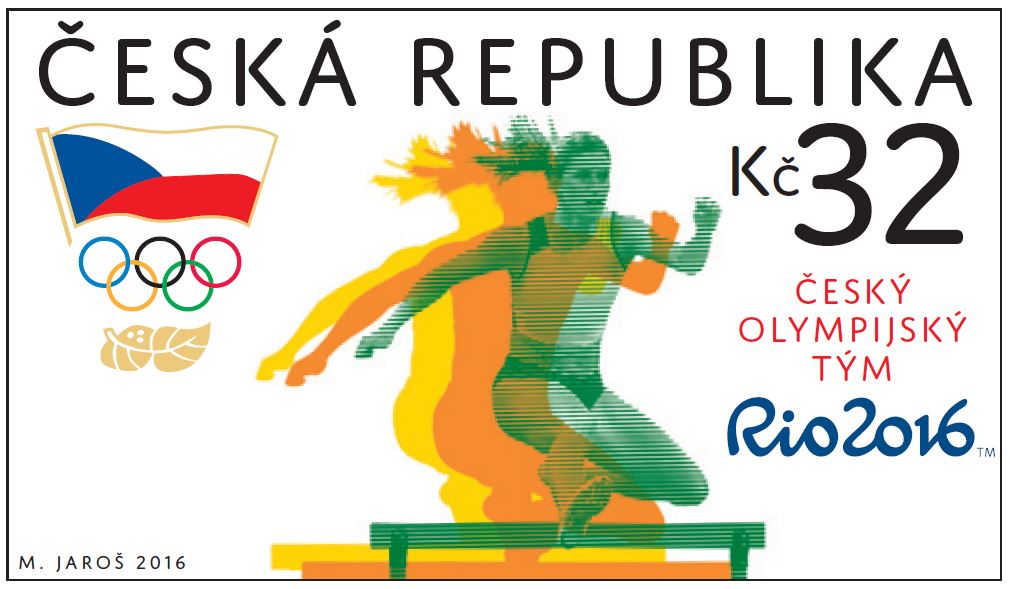 ČESKÁ REPUBLIKA
Kč32
ČESKÝ
OLYMPIJSKÝ
TÝM
Rio2016™
M. JAROŠ 2016